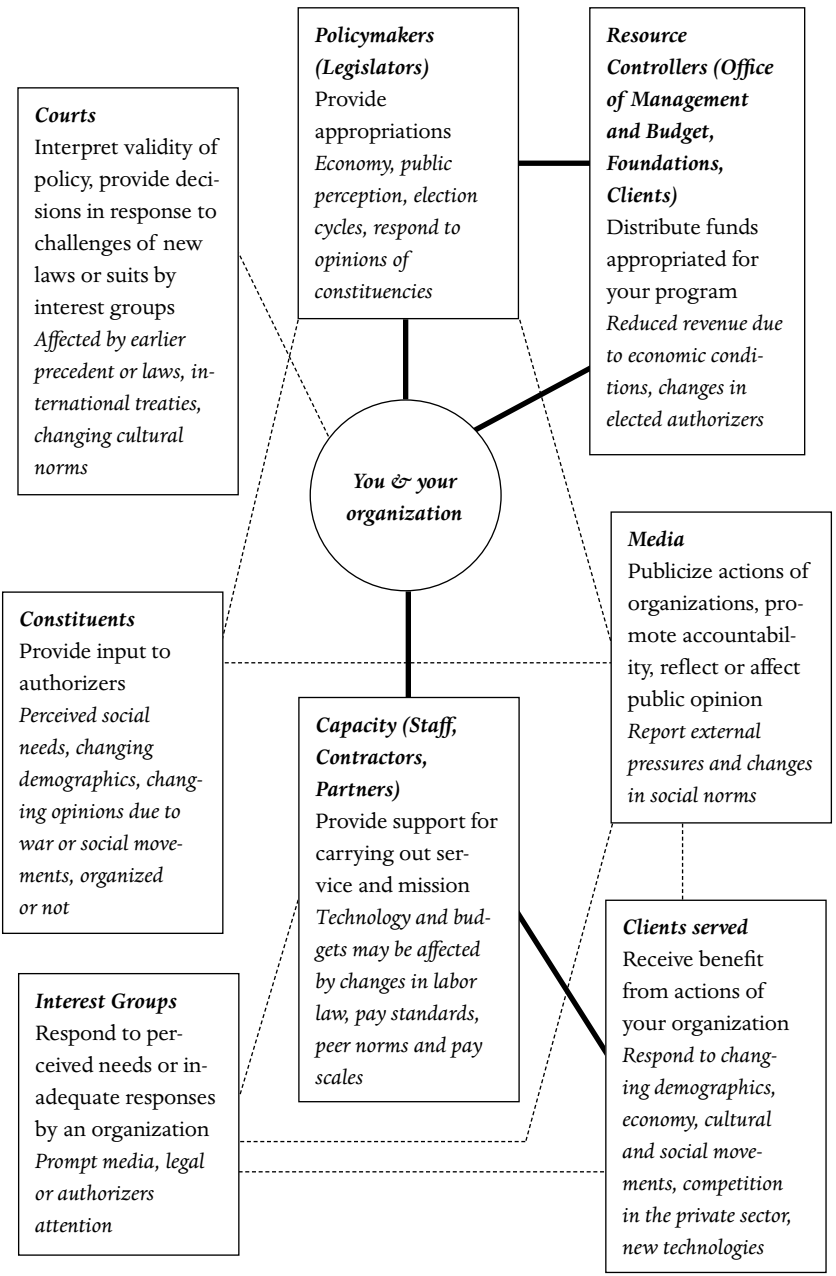 Policymakers
(Legislators)
Provide
appropriations
Economy, public
perception, election
cycles, respond to
opinions of
constituencies
Resource
Controllers (Office
of Management
and Budget,
Foundations,
Clients)
Distribute funds
appropriated for
your program
Reduced revenue due
to economic condi-
tions, changes in
elected authorizers
Courts
Interpret validity of
policy, provide deci-
sions in response to
challenges of new
laws or suits by
interest groups
Affected by earlier
precedent or laws, in-
ternational treaties,
changing cultural
norms
You & your
organization
Media
Publicize actions of
organizations, pro-
mote accountabil-
ity, reflect or affect
public opinion
Report external
pressures and changes
in social norms
Constituents
Provide input to
authorizers
Perceived social
needs, changing
demographics, chang-
ing opinions due to
war or social move-
ments, organized
or not
Capacity (Staff,
Contractors,
Partners)
Provide support for
carrying out ser-
vice and mission
Technology and bud-
gets may be affected
by changes in labor
law, pay standards,
peer norms and pay
scales
Clients served
Receive benefit
from actions of
your organization
Respond to chang-
ing demographics,
economy, cultural
and social move-
ments, competition
in the private sector,
new technologies
Interest Groups
Respond to per-
ceived needs or in-
adequate responses
by an organization
Prompt media, legal
or authorizers
attention